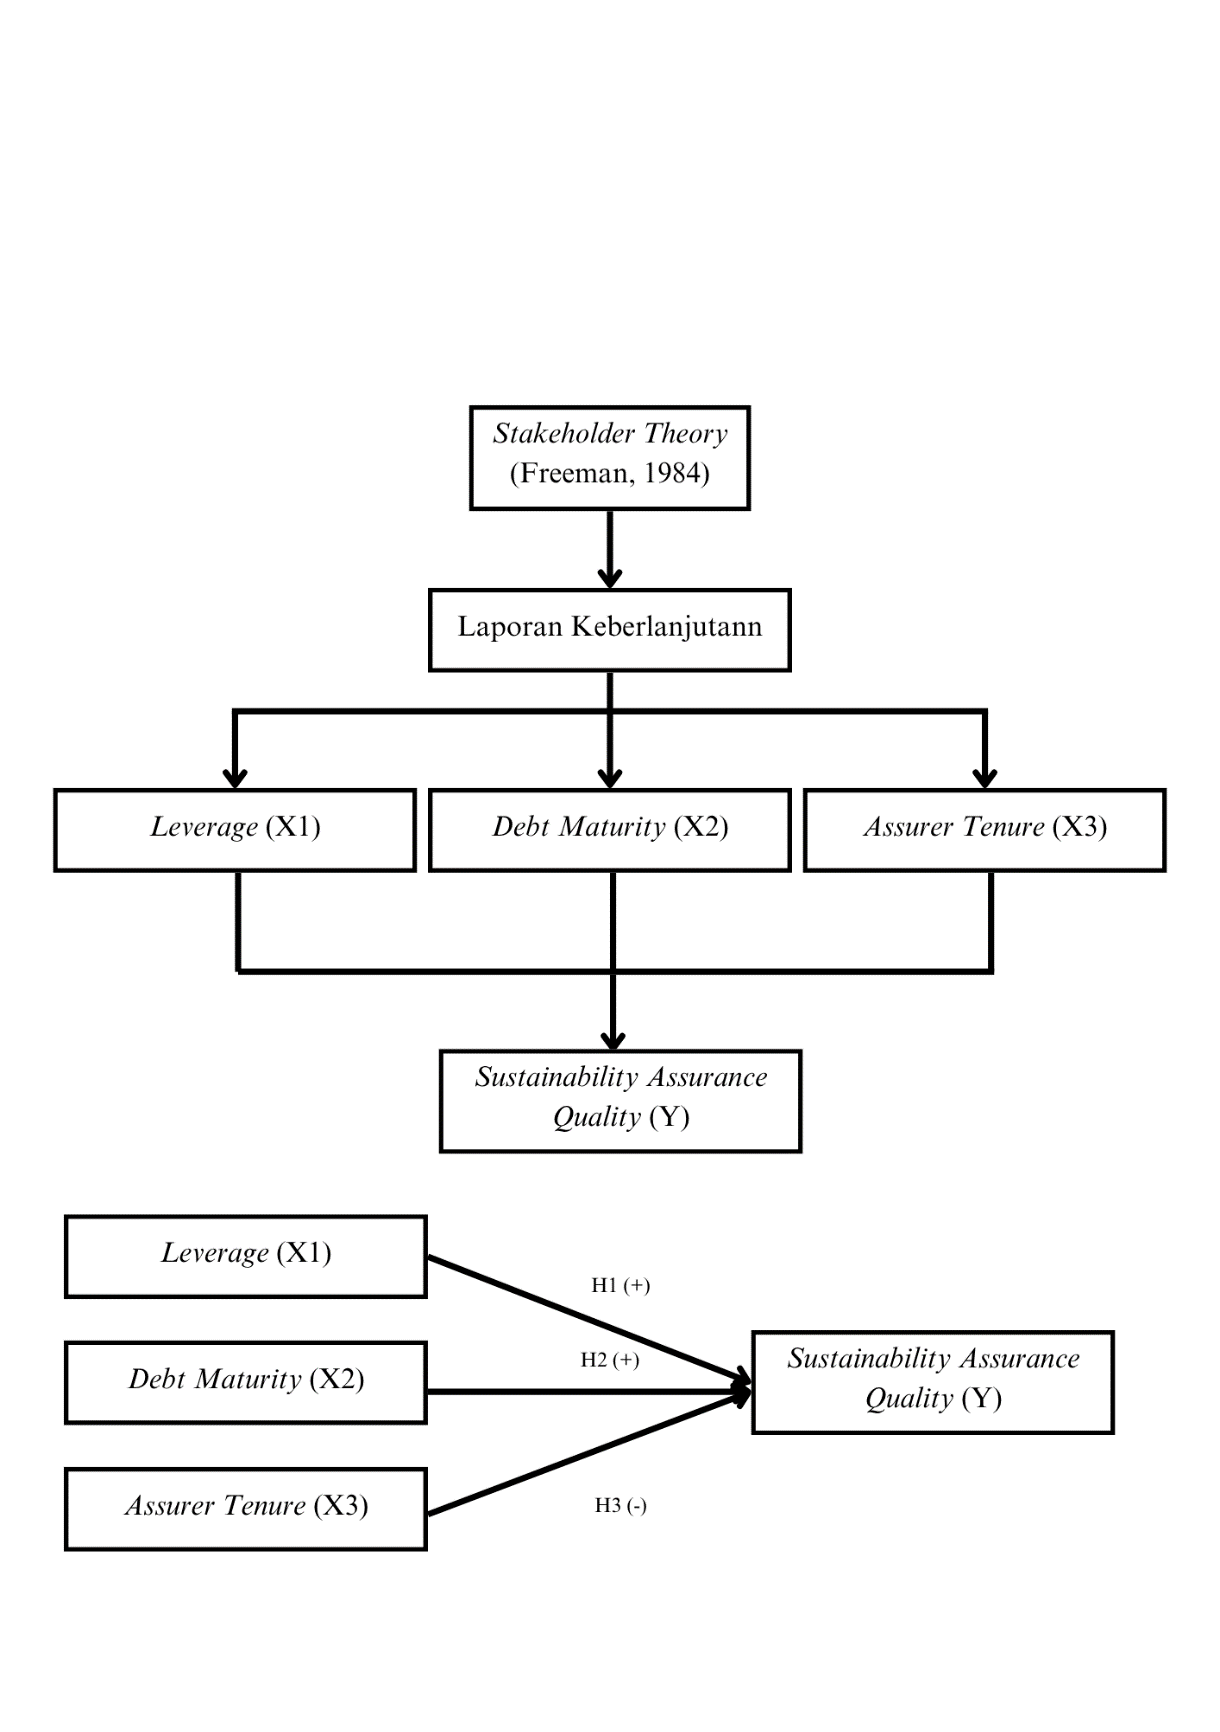 Stakeholder Theory
(Freeman, 1984)
Laporan Keberlanjutann
Leverage (X1)
Debt Maturity (X2)
Assurer Tenure (X3)
Sustainability Assurance
Quality (Y)
Leverage (X1)
H1 (+)
H2 (+)
Debt Maturity (X2)
Sustainability Assurance
Quality (Y)
Assurer Tenure (X3)
H3 (-)